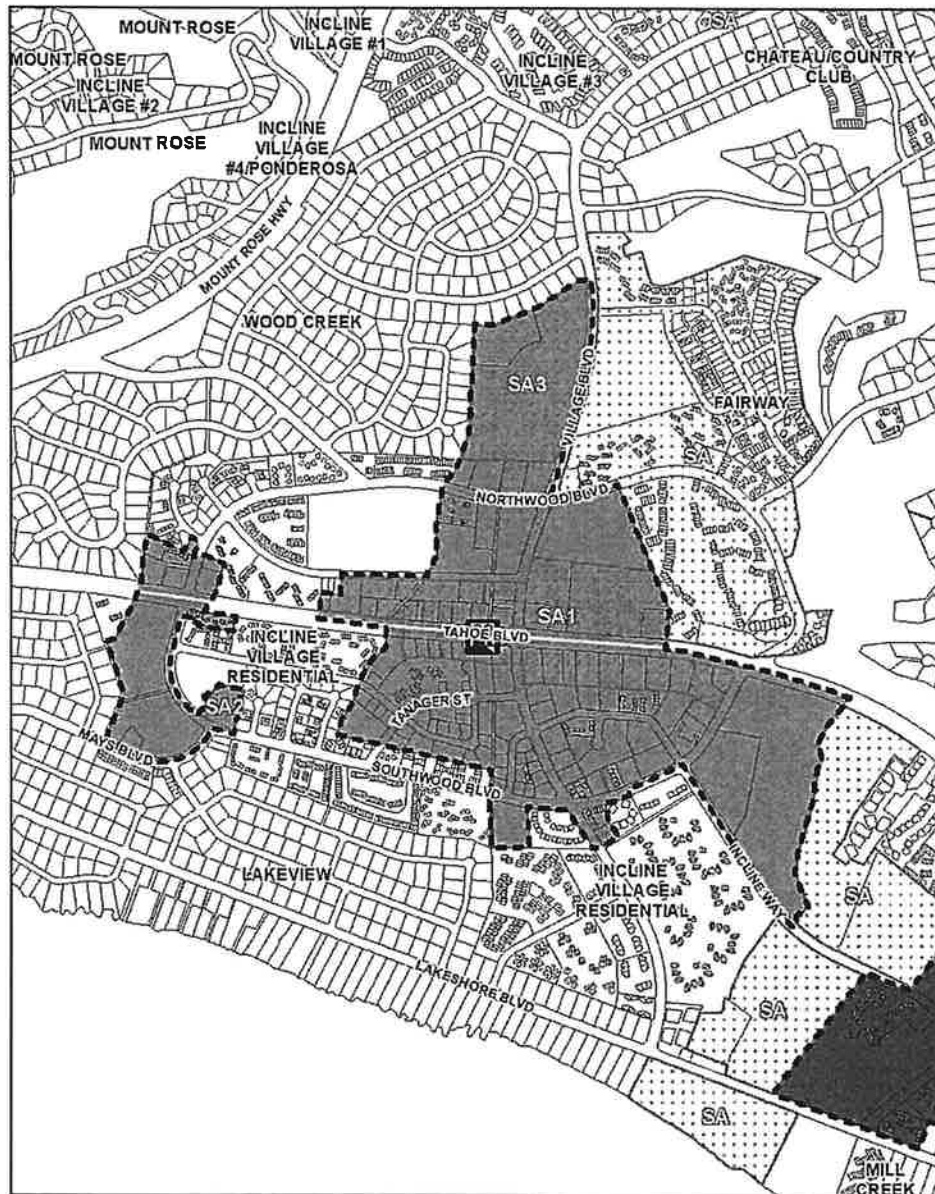 MOUNT ROSE
INCLINE
VILLAGE #1
SA
MOUNT ROSE
INCLINE
VILLAGE #2
INCLINE
VILLAGE #3
CHATEAU/COUNTRY
CLUB
MOUNT ROSE
INCLINE
VILLAGE
#4/PONDEROSA
MOUNT ROSE HWY
WOOD CREEK
SA3
VILLAGE BLVD
FAIRWAY
SA
NORTHWOOD BLVD
SA1
TAHOE BLVD
INCLINE
VILLAGE
RESIDENTIAL
SA2
TANAGER ST
MAYS BLVD
SOUTHWOOD BLVD
LAKEVIEW
INCLINE
VILLAGE
RESIDENTIAL
INCLINE WAY
SA
LAKESHORE BLVD
SA
SA
MILL
CREEK